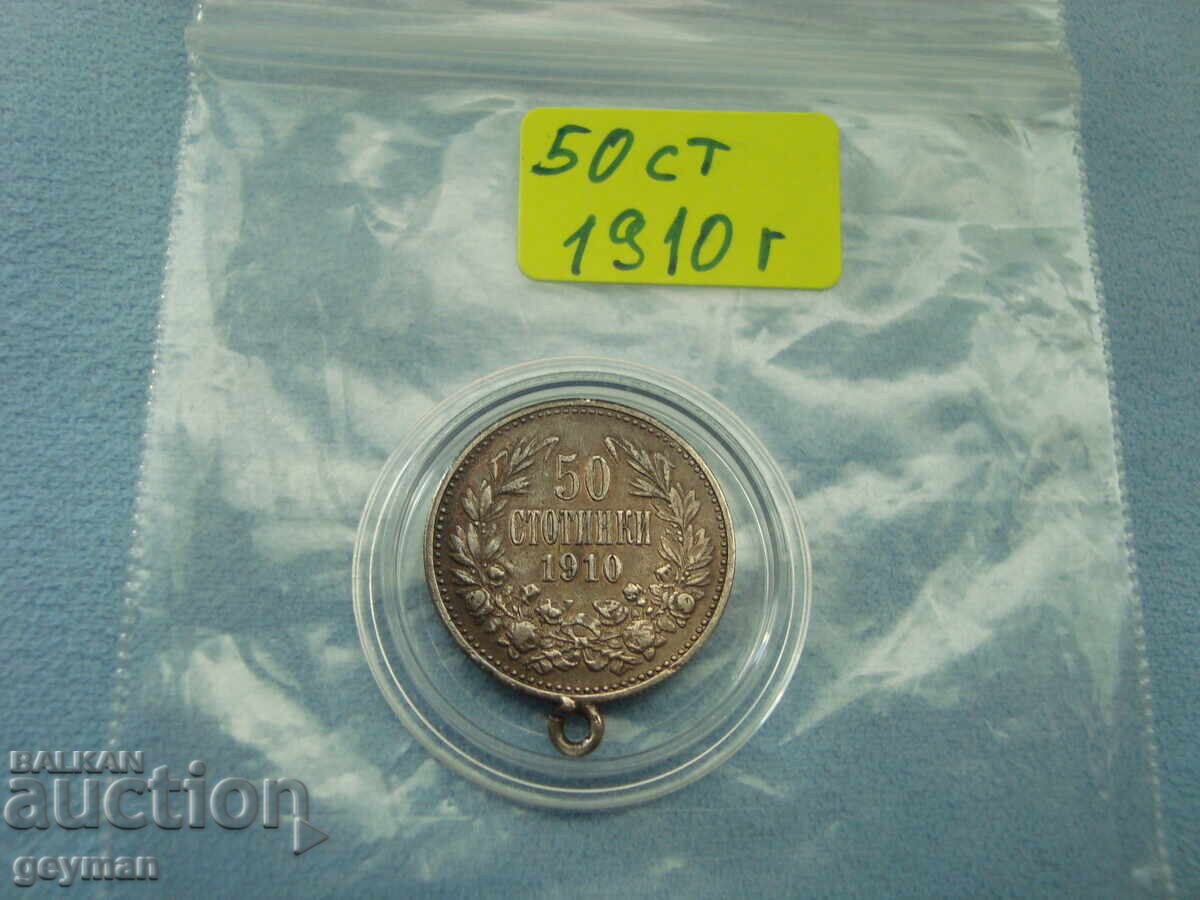 50 ст
1910 г
50
СТОТИНКИ
1910
BALKAN
auction
geyman